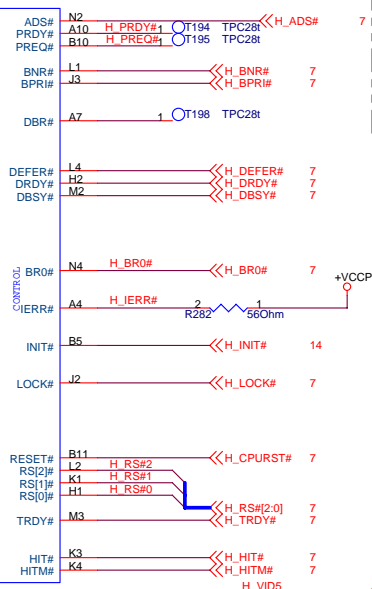 ADS# N2 H_ADS# 7
PRDY# A10 H_PRDY# 1 T194 TPC28t
PREQ# B10 H_PREQ# 1 T195 TPC28t
BNR# L1 H_BNR# 7
BPRI# J3 H_BPRI# 7
DBR# A7 1 T198 TPC28t
DEFER# L4 H_DEFER# 7
DRDY# H2 H_DRDY# 7
DBSY# M2 H_DBSY# 7
BR0# N4 H_BR0# H_BR0# 7
+VCCP
CONTROL
IERR# A4 H_IERR# 2 1
R282 56Ohm
INIT# B5 H_INIT# 14
LOCK# J2 H_LOCK# 7
RESET# B11 H_CPURST# 7
RS[2]# L2 H_RS#2
RS[1]# K1 H_RS#1
RS[0]# H1 H_RS#0
H_RS#[2:0] 7
TRDY# M3 H_TRDY# 7
HIT# K3 H_HIT# 7
HITM# K4 H_HITM# 7
H_VID5